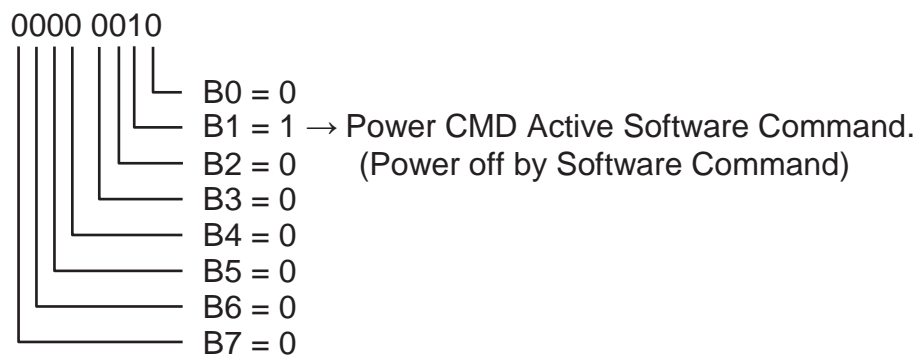 0000 0010
B0 = 0
B1 = 1 → Power CMD Active Software Command.
B2 = 0 (Power off by Software Command)
B3 = 0
B4 = 0
B5 = 0
B6 = 0
B7 = 0